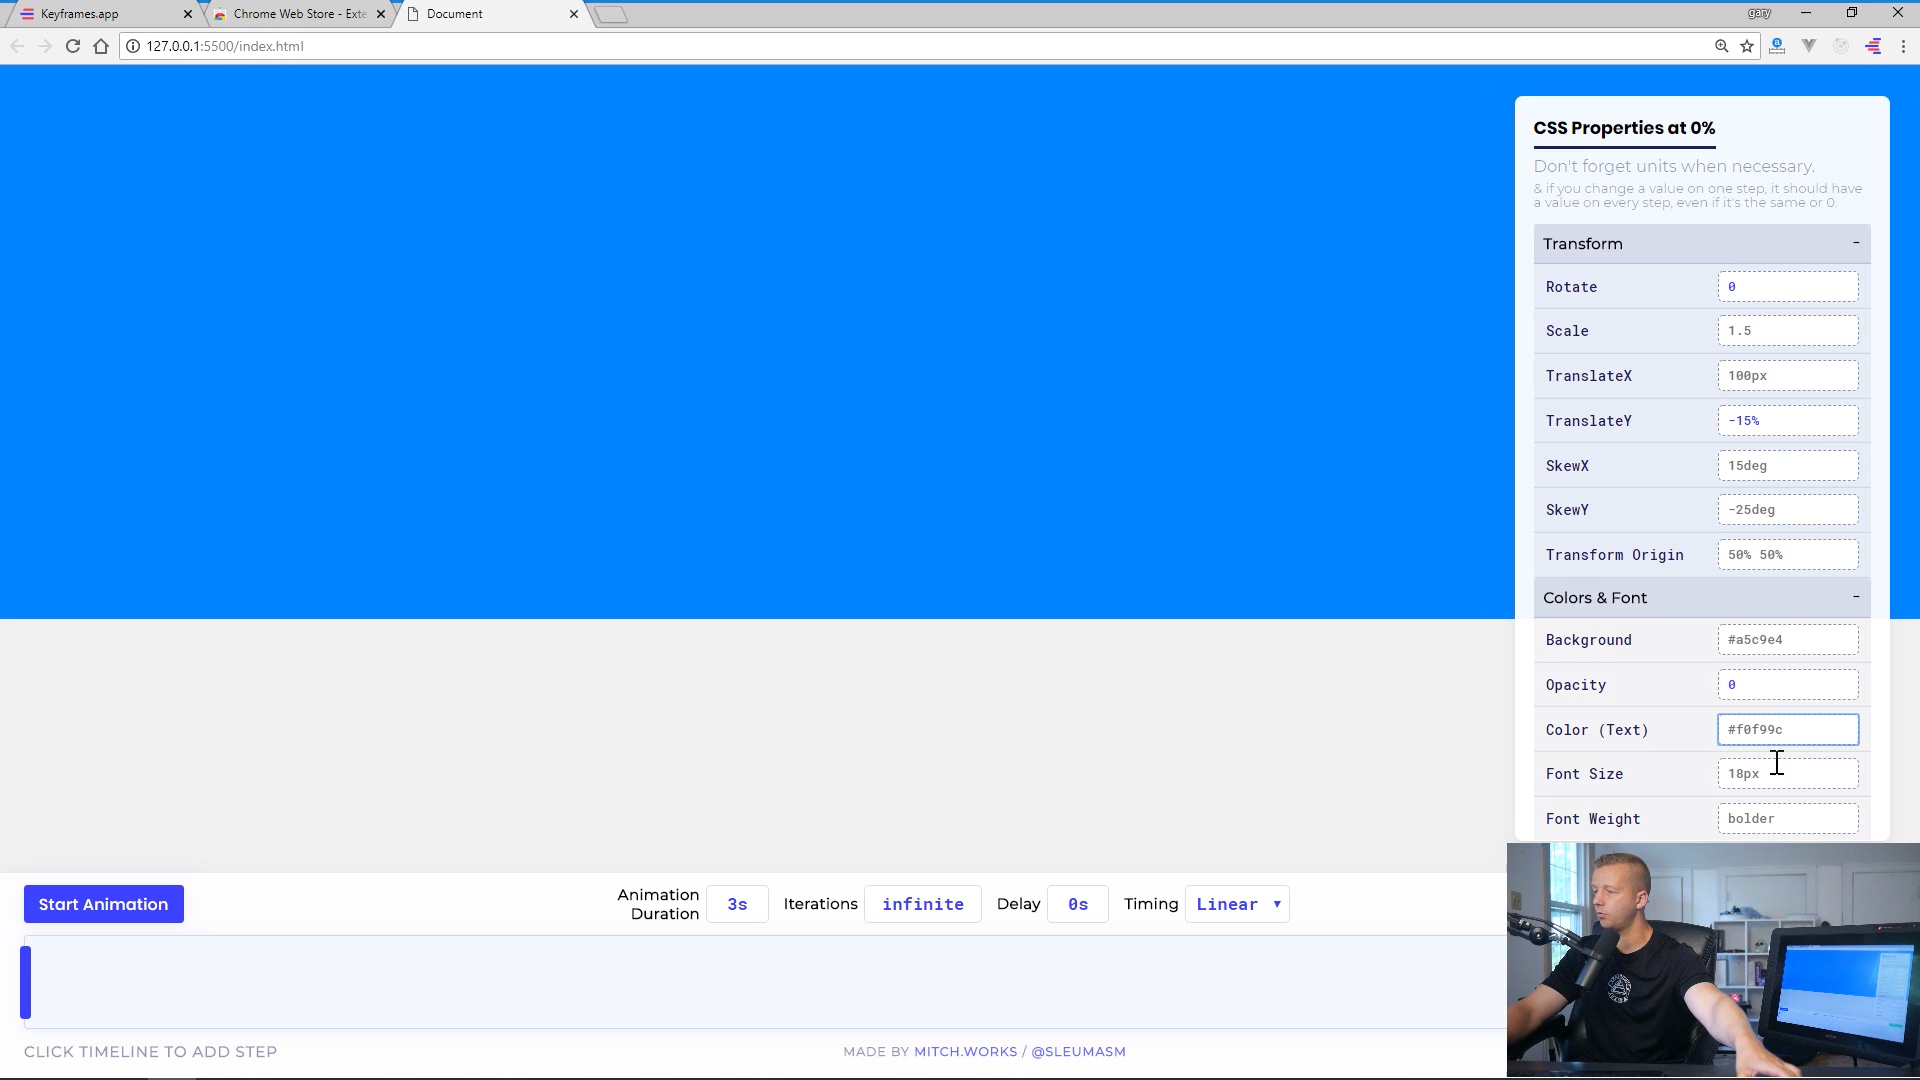 Keyframes.app
Chrome Web Store - Exte
Document
gary
127.0.0.1:5500/index.html
CSS Properties at 0%
Don't forget units when necessary.
& if you change a value on one step, it should have
a value on every step, even if it's the same or 0.
Transform -
Rotate 0
Scale 1.5
TranslateX 100px
TranslateY -15%
SkewX 15deg
SkewY -25deg
Transform Origin 50% 50%
Colors & Font -
Background #a5c9e4
Opacity 0
Color (Text) #f0f99c
Font Size 18px
Font Weight bolder
Start Animation
Animation
Duration
3s
Iterations infinite
Delay 0s
Timing Linear
CLICK TIMELINE TO ADD STEP
MADE BY MITCH.WORKS / @SLEUMASM